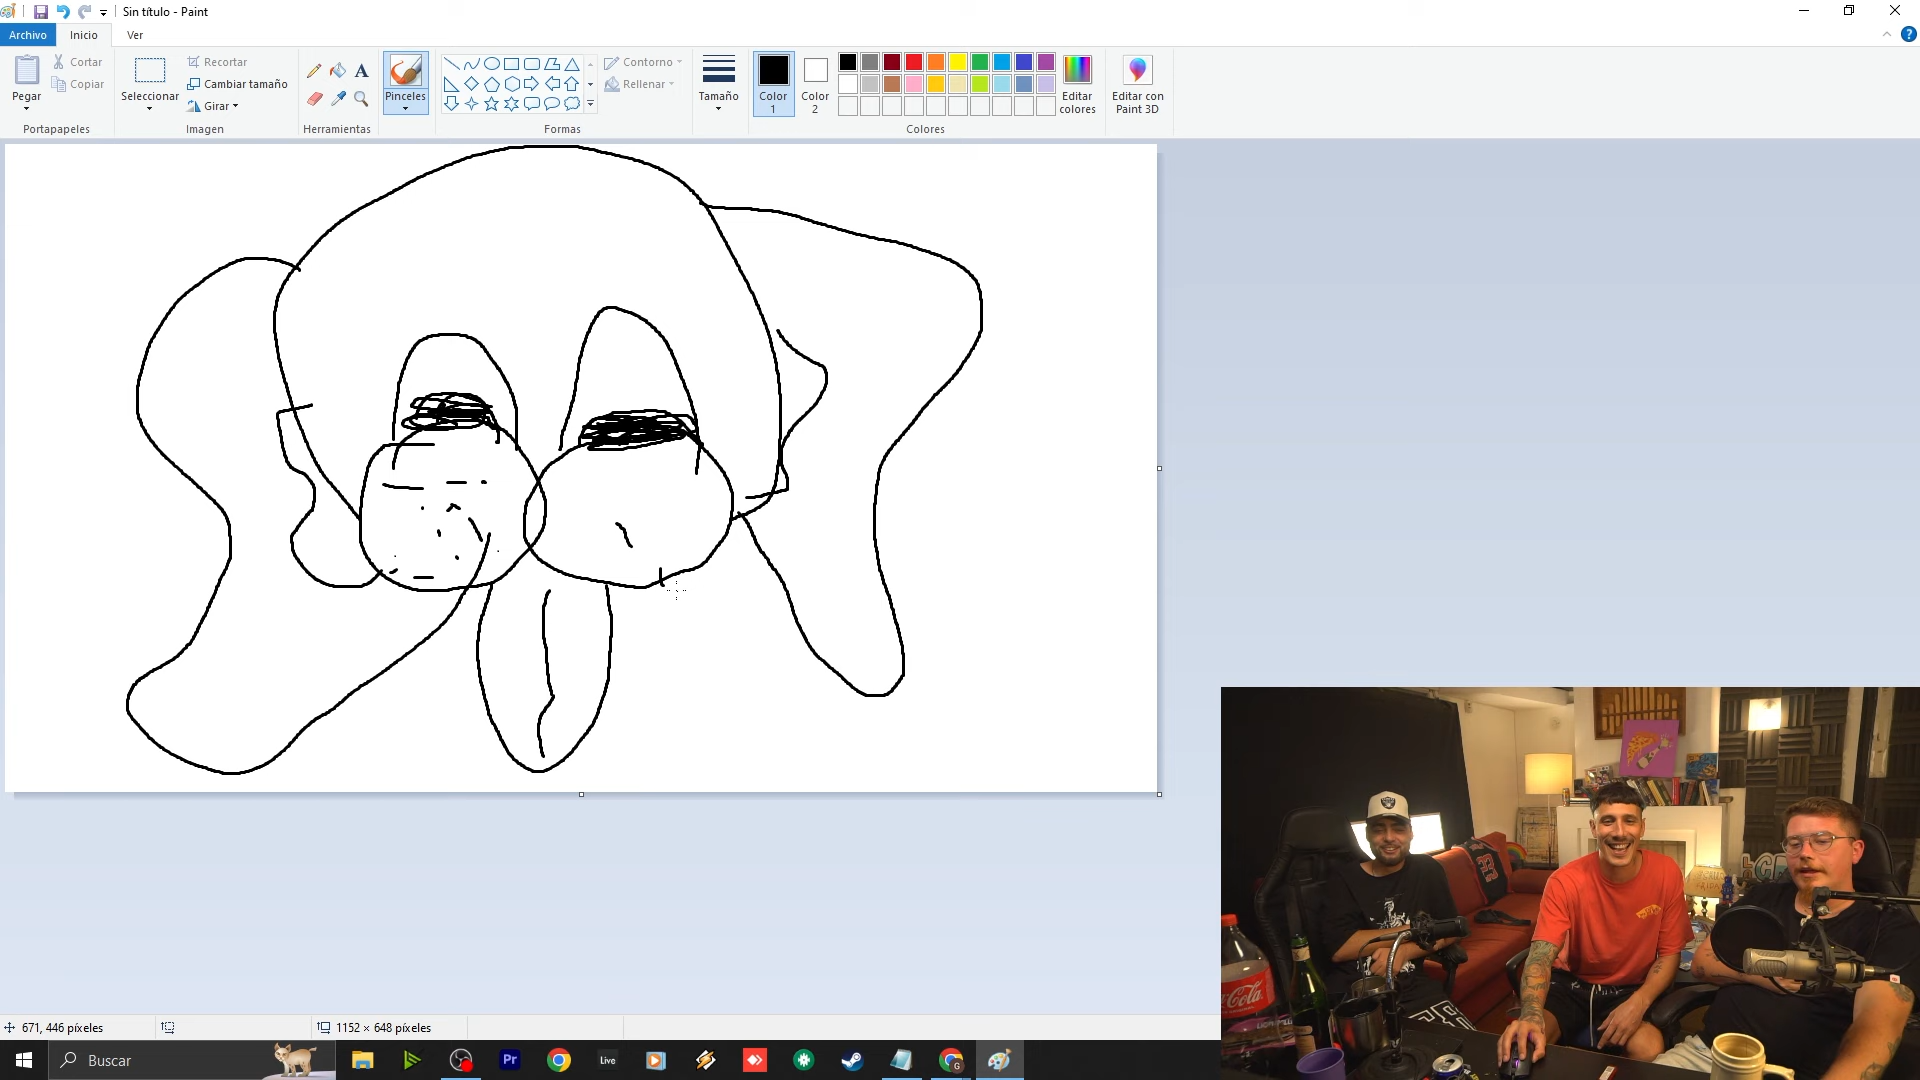 Sin título - Paint
Archivo
Inicio
Ver
Pegar
Cortar
Copiar
Portapapeles
Seleccionar
Recortar
Cambiar tamaño
Girar
Imagen
A
Herramientas
Pinceles
Contorno
Rellenar
Formas
Tamaño
Color
1
Color
2
Editar
colores
Colores
Editar con
Paint 3D
?
671, 446 píxeles
1152 × 648 píxeles
Buscar
Pr
Live
Cola